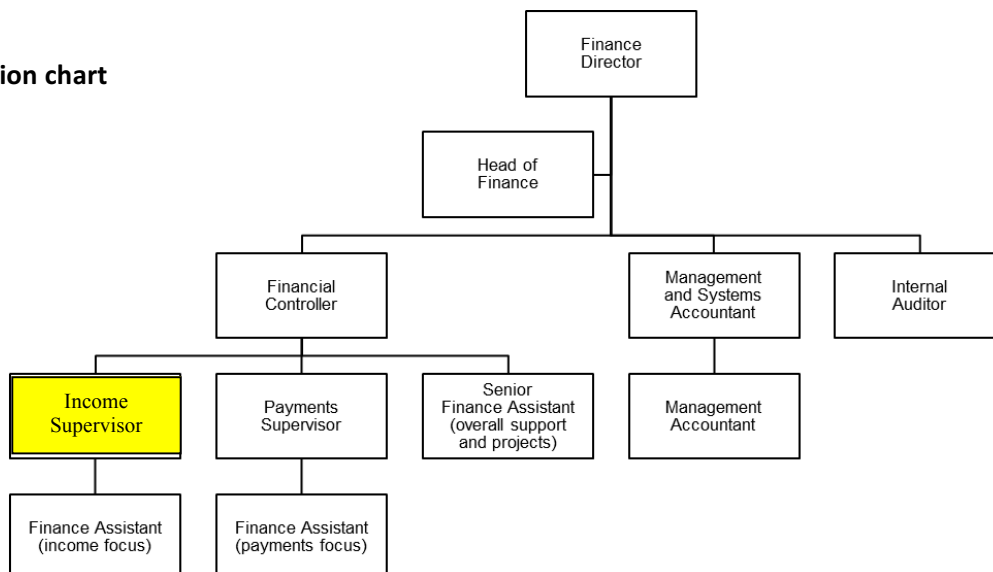 ion chart
Finance
Director
Head of
Finance
Financial
Controller
Management
and Systems
Accountant
Internal
Auditor
Income
Supervisor
Payments
Supervisor
Senior
Finance Assistant
(overall support
and projects)
Management
Accountant
Finance Assistant
(income focus)
Finance Assistant
(payments focus)